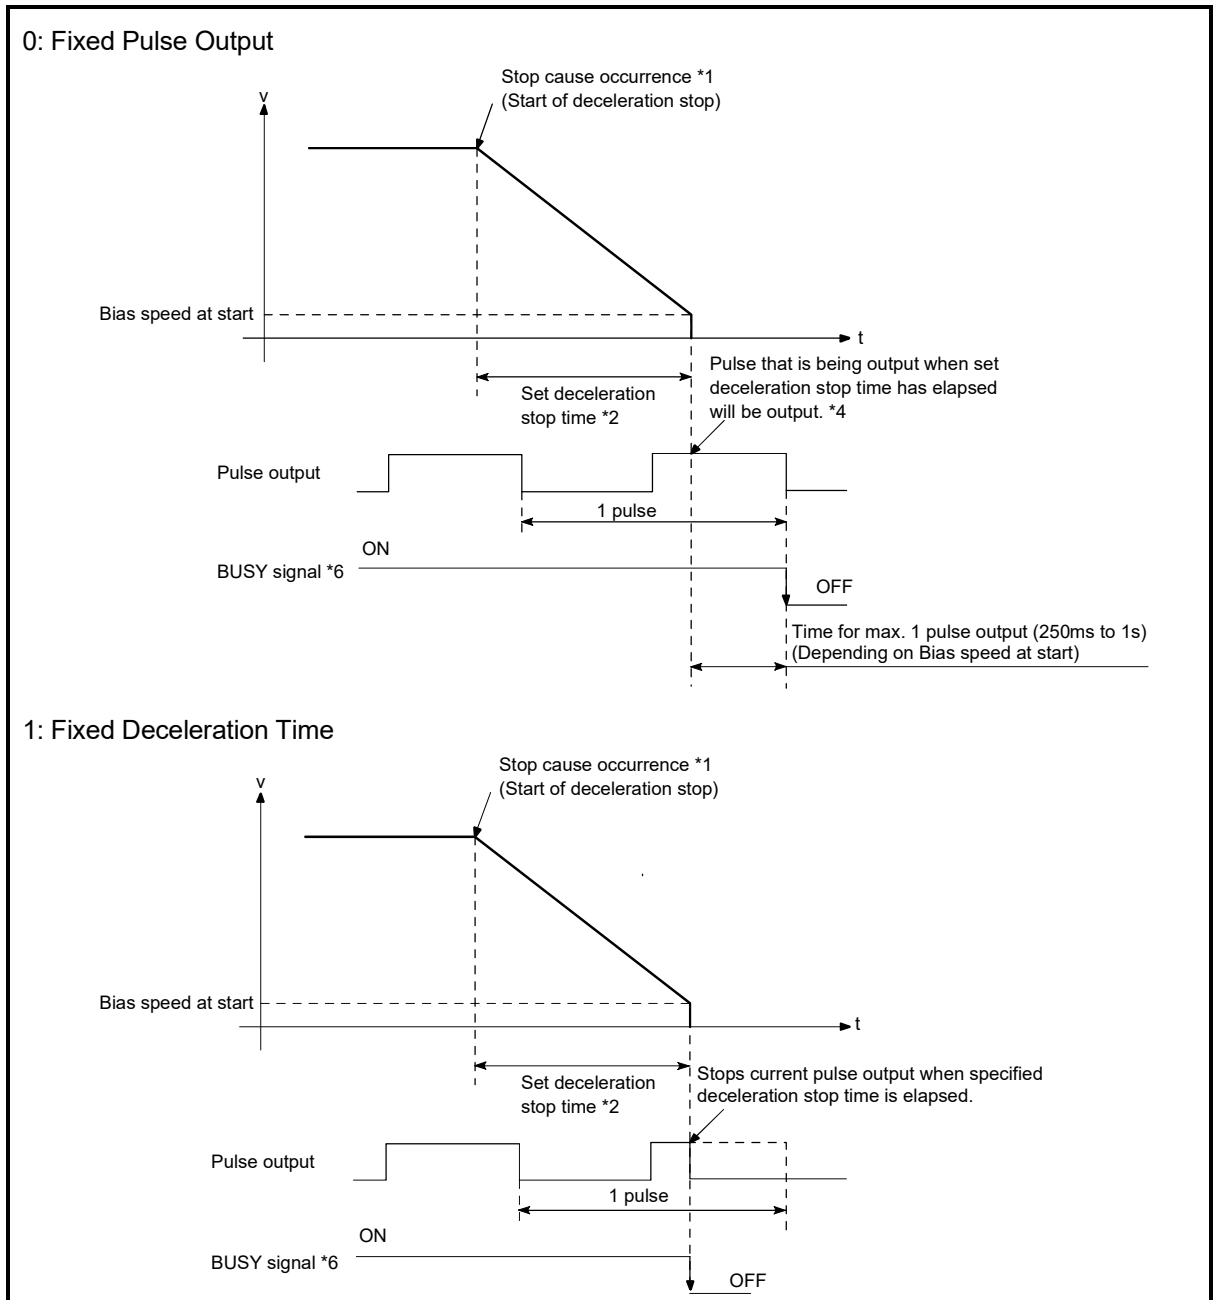 0: Fixed Pulse Output
Stop cause occurrence *1
(Start of deceleration stop)
v
Bias speed at start
t
Pulse that is being output when set
deceleration stop time has elapsed
will be output. *4
Set deceleration
stop time *2
Pulse output
1 pulse
ON
BUSY signal *6
OFF
Time for max. 1 pulse output (250ms to 1s)
(Depending on Bias speed at start)
1: Fixed Deceleration Time
Stop cause occurrence *1
(Start of deceleration stop)
v
Bias speed at start
t
Stops current pulse output when specified
deceleration stop time is elapsed.
Set deceleration
stop time *2
Pulse output
1 pulse
ON
BUSY signal *6
OFF